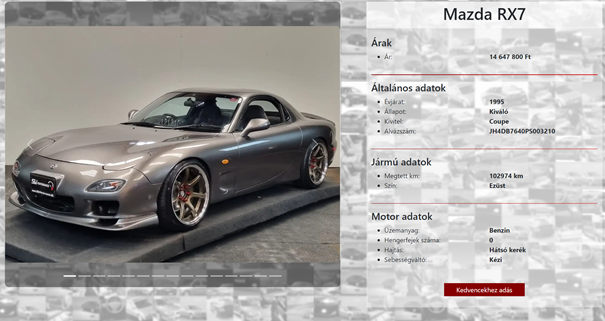 Mazda RX7
Árak
Ár: 14 647 800 Ft
Általános adatok
Évjárat: 1995
Állapot: Kiváló
Kivitel: Coupe
Alvázszám: JH4DB7640PS003210
Jármű adatok
Megtett km: 102974 km
Szín: Ezüst
Motor adatok
Üzemanyag: Benzin
Hengerfejek száma: 0
Hajtás: Hátsó kerék
Sebességváltó: Kézi
Kedvencekhez adás